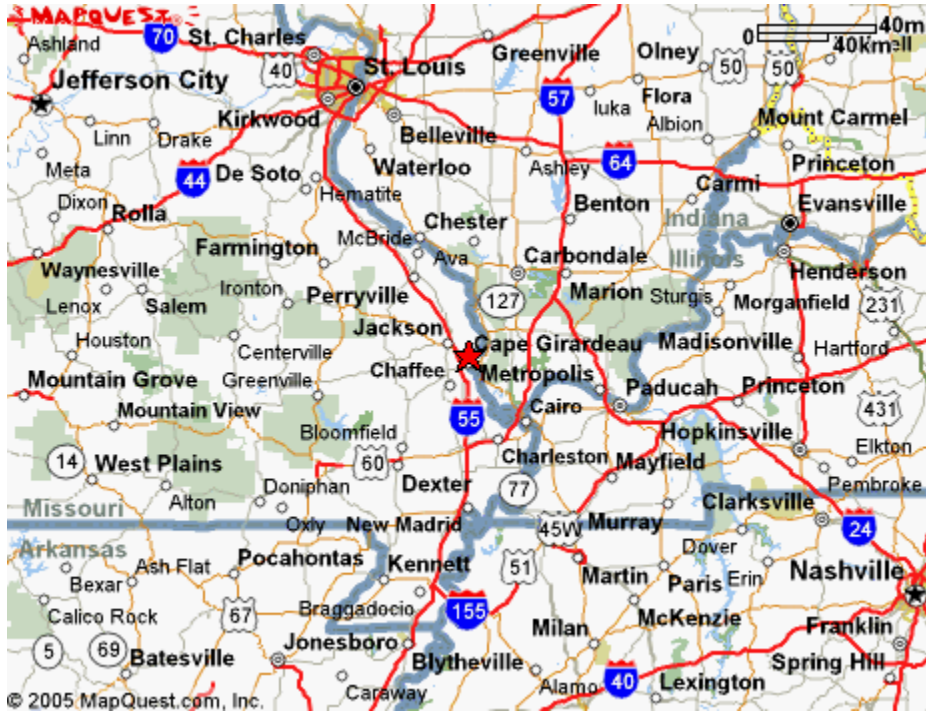 MAPQUEST
70
St. Charles
Greenville
Olney
40m
0
40km
ell
Ashland
40
St. Louis
50
50
Jefferson City
57
Iuka
Flora
Kirkwood
Albion
Mount Carmel
Linn
Drake
Belleville
Meta
44
De Soto
Waterloo
Ashley
64
Princeton
Dixon
Hematite
Carmi
Evansville
Rolla
Chester
Benton
Indiana
Farmington
McBride
Ava
Carbondale
Illinois
Henderson
Waynesville
Ironton
Perryville
127
Marion
Sturgis
Morganfield
231
Lenox
Salem
Jackson
Cape Girardeau
Madisonville
Hartford
Houston
Centerville
Chaffee
Metropolis
Mountain Grove
Greenville
Paducah
Princeton
Mountain View
55
Cairo
431
Bloomfield
Hopkinsville
14
60
Charleston
Elkton
West Plains
Dexter
77
Mayfield
Pembroke
Alton
Doniphan
Clarksville
Missouri
Oxly
New Madrid
45W
Murray
24
Arkansas
Pocahontas
Kennett
51
Dover
Bexar
Ash Flat
Martin
Paris
Erin
Nashville
Calico Rock
67
Braggadocio
155
McKenzie
Franklin
5
69
Jonesboro
Milan
Batesville
Blytheville
Spring Hill
Caraway
Alamo
40
Lexington
© 2005 MapQuest.com, Inc.